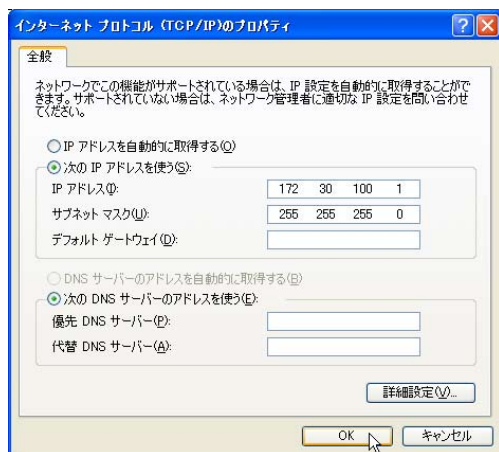 インターネット プロトコル (TCP/IP)のプロパティ
全般
ネットワークでこの機能がサポートされている場合は、IP 設定を自動的に取得することがで
きます。サポートされていない場合は、ネットワーク管理者に適切な IP 設定を問い合わせ
てください。
IP アドレスを自動的に取得する(O)
次の IP アドレスを使う(S):
IP アドレス(I): 172 30 100 1
サブネット マスク(U): 255 255 255 0
デフォルト ゲートウェイ(D):
DNS サーバーのアドレスを自動的に取得する(B)
次の DNS サーバーのアドレスを使う(E):
優先 DNS サーバー(P):
代替 DNS サーバー(A):
詳細設定(V)...
OK キャンセル